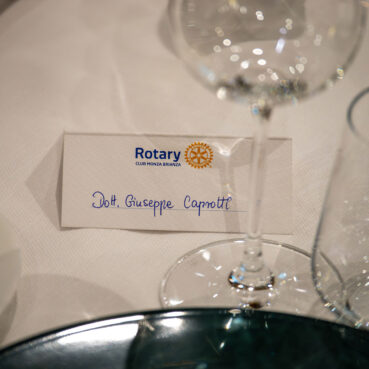 Rotary
CLUB MONZA BRIANZA
Dott. Giuseppe Caprotti